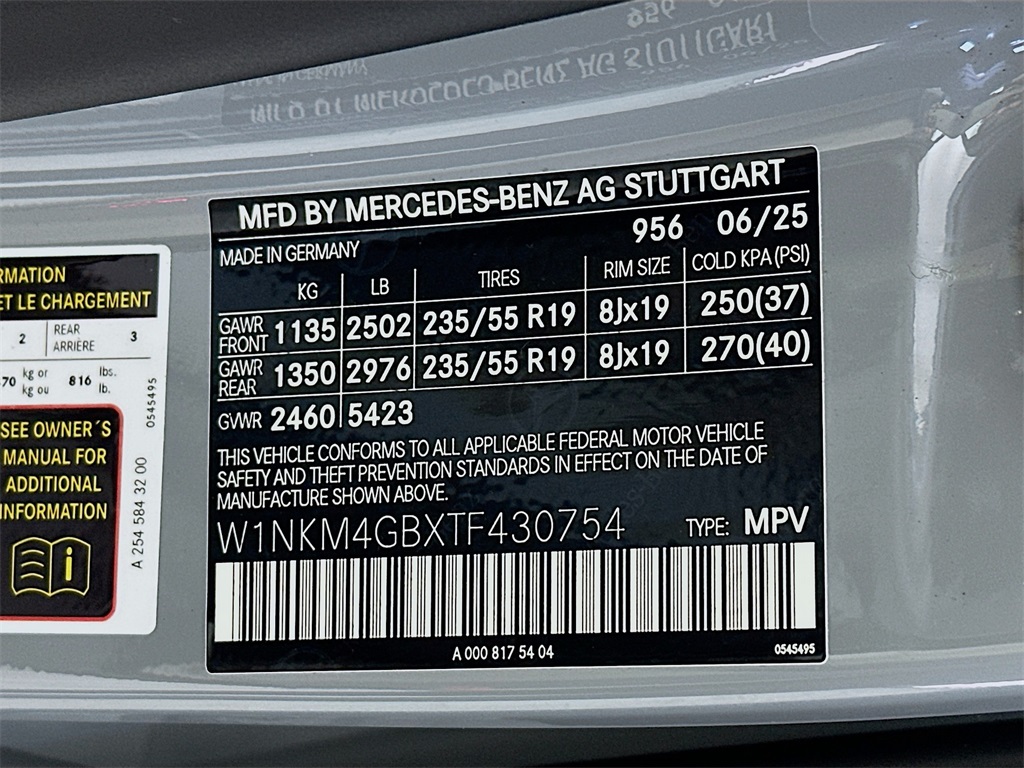 MFD BY MERCEDES-BENZ AG STUTTGART
MADE IN GERMANY 956 06/25
KG LB TIRES RIM SIZE COLD KPA (PSI)
GAWR FRONT 1135 2502 235/55 R19 8Jx19 250(37)
GAWR REAR 1350 2976 235/55 R19 8Jx19 270(40)
GVWR 2460 5423
THIS VEHICLE CONFORMS TO ALL APPLICABLE FEDERAL MOTOR VEHICLE
SAFETY AND THEFT PREVENTION STANDARDS IN EFFECT ON THE DATE OF
MANUFACTURE SHOWN ABOVE.
W1NKM4GBXTF430754 TYPE: MPV
A 000 817 54 04 0545495
ET LE CHARGEMENT
2 REAR ARRIÈRE 3
kg or 816 lbs.
kg ou lb.
SEE OWNER´S
MANUAL FOR
ADDITIONAL
INFORMATION
i
0545495
A 254 584 32 00